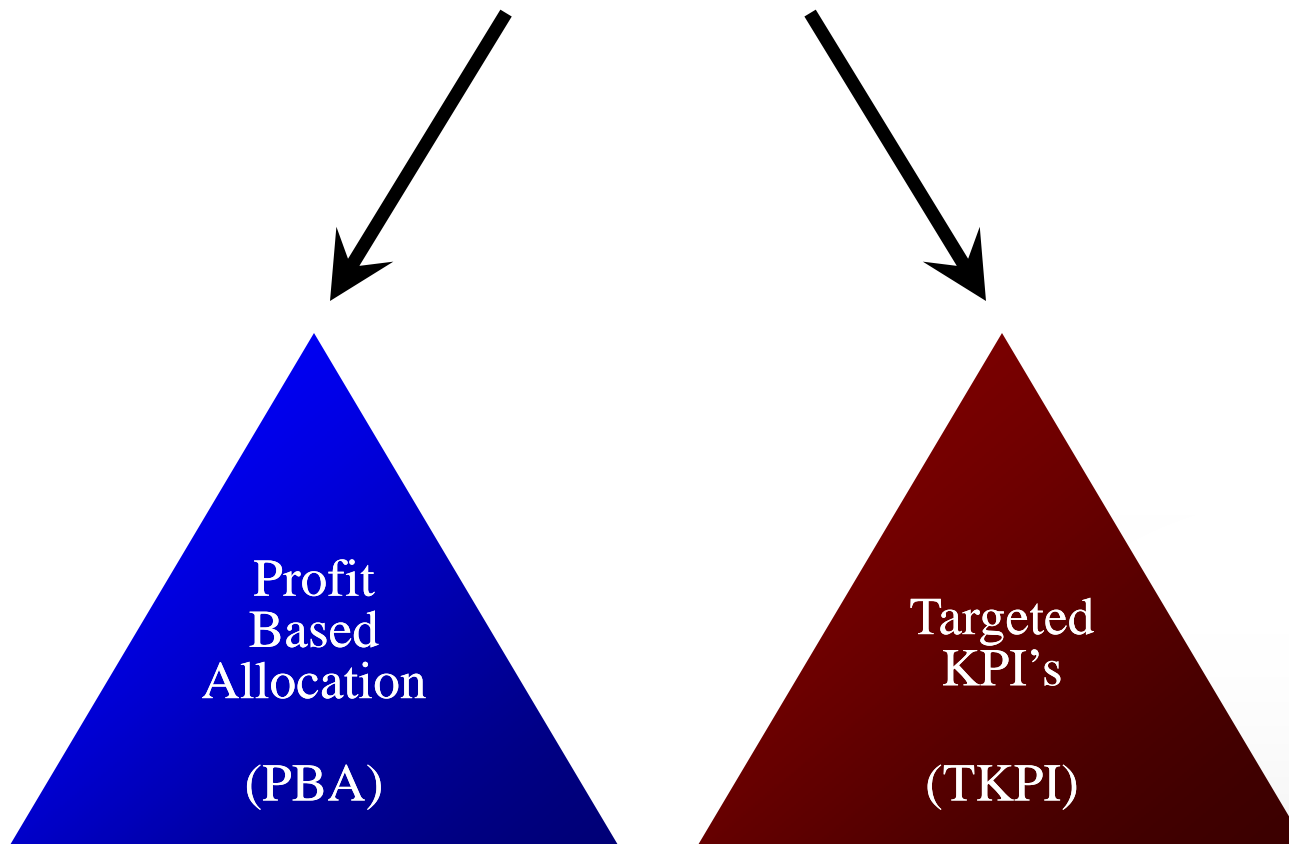 Profit
Based
Allocation
(PBA)
Targeted
KPI’s
(TKPI)